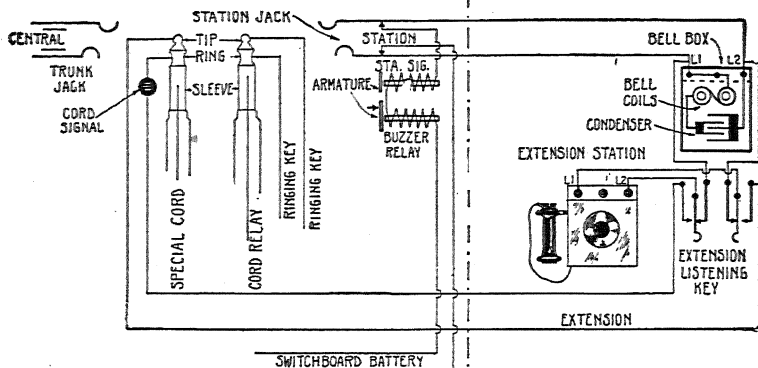 STATION JACK
CENTRAL
TIP
STATION
BELL BOX
RING
L1
L2
TRUNK
JACK
STA. SIG.
ARMATURE
SLEEVE
BELL
COILS
CORD
SIGNAL
CONDENSER
BUZZER
RELAY
EXTENSION STATION
L1
L2
RINGING KEY
RINGING KEY
SPECIAL CORD
CORD RELAY
EXTENSION
LISTENING
KEY
EXTENSION
SWITCHBOARD BATTERY